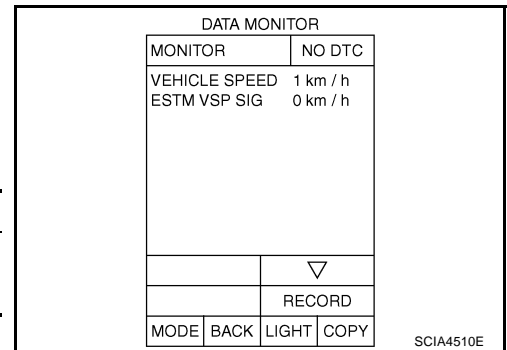 DATA MONITOR
MONITOR NO DTC
VEHICLE SPEED 1 km / h
ESTM VSP SIG 0 km / h
RECORD
MODE BACK LIGHT COPY
SCIA4510E